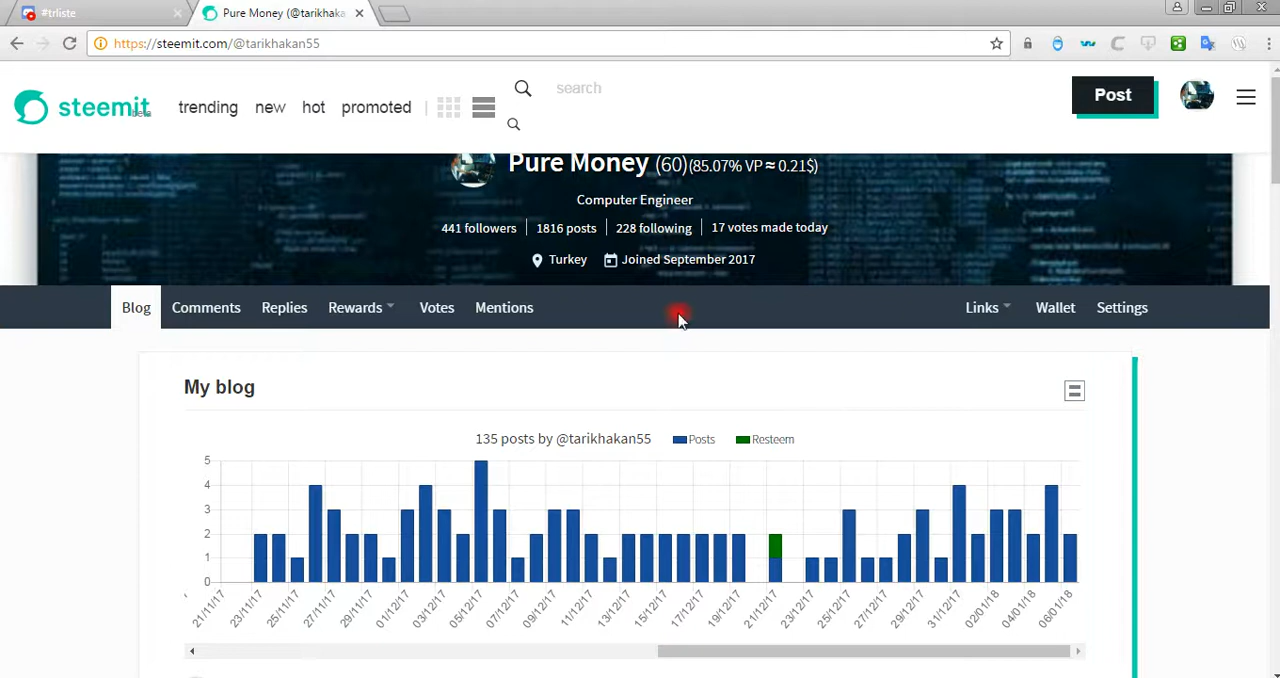 #trliste
Pure Money (@tarikhaka
https://steemit.com/@tarikhakan55
steemit
beta
trending new hot promoted
search
Post
Pure Money (60)(85.07% VP ≈ 0.21$)
Computer Engineer
441 followers 1816 posts 228 following 17 votes made today
Turkey Joined September 2017
Blog Comments Replies Rewards Votes Mentions Links Wallet Settings
My blog
135 posts by @tarikhakan55 Posts Resteem
5
4
3
2
1
0
21/11/17 23/11/17 25/11/17 27/11/17 29/11/17 01/12/17 03/12/17 05/12/17 07/12/17 09/12/17 11/12/17 13/12/17 15/12/17 17/12/17 19/12/17 21/12/17 23/12/17 25/12/17 27/12/17 29/12/17 31/12/17 02/01/18 04/01/18 06/01/18